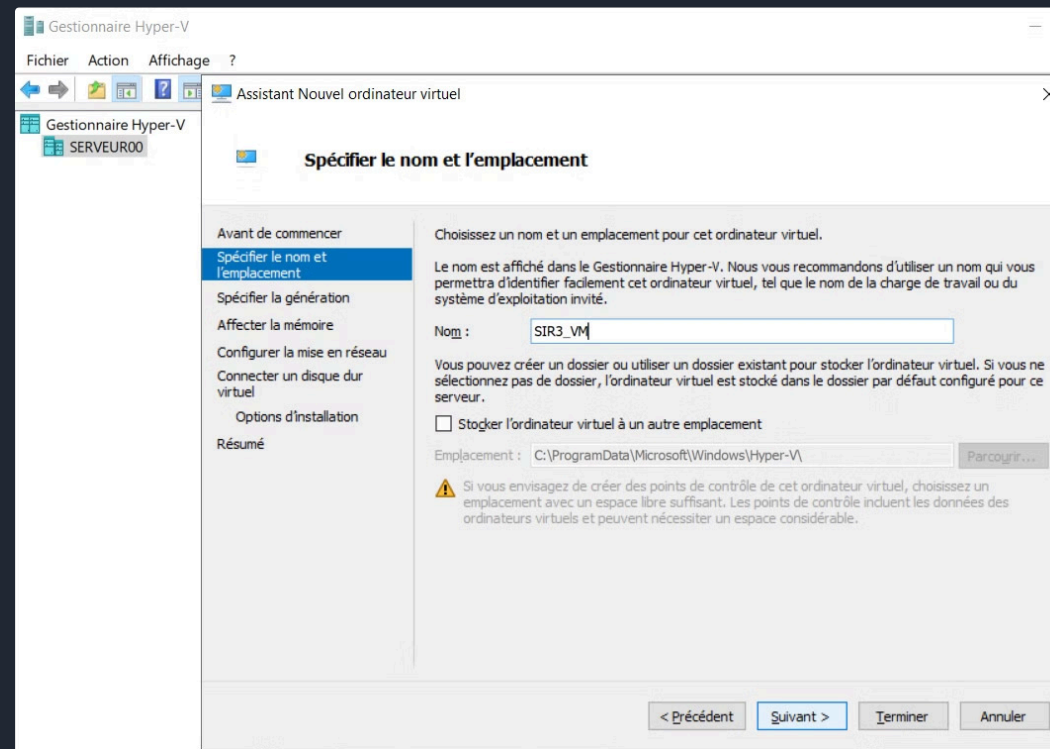 Gestionnaire Hyper-V
Fichier Action Affichage ?
Assistant Nouvel ordinateur virtuel
Gestionnaire Hyper-V
SERVEUR00
Spécifier le nom et l’emplacement
Avant de commencer
Spécifier le nom et
l’emplacement
Spécifier la génération
Affecter la mémoire
Configurer la mise en réseau
Connecter un disque dur
virtuel
Options d’installation
Résumé
Choisissez un nom et un emplacement pour cet ordinateur virtuel.
Le nom est affiché dans le Gestionnaire Hyper-V. Nous vous recommandons d’utiliser un nom qui vous
permettra d’identifier facilement cet ordinateur virtuel, tel que le nom de la charge de travail ou du
système d’exploitation invité.
Nom : SIR3_VM
Vous pouvez créer un dossier ou utiliser un dossier existant pour stocker l’ordinateur virtuel. Si vous ne
sélectionnez pas de dossier, l’ordinateur virtuel est stocké dans le dossier par défaut configuré pour ce
serveur.
Stocker l’ordinateur virtuel à un autre emplacement
Emplacement : C:\ProgramData\Microsoft\Windows\Hyper-V\ Parcourir...
Si vous envisagez de créer des points de contrôle de cet ordinateur virtuel, choisissez un
emplacement avec un espace libre suffisant. Les points de contrôle incluent les données des
ordinateurs virtuels et peuvent nécessiter un espace considérable.
< Précédent Suivant > Terminer Annuler